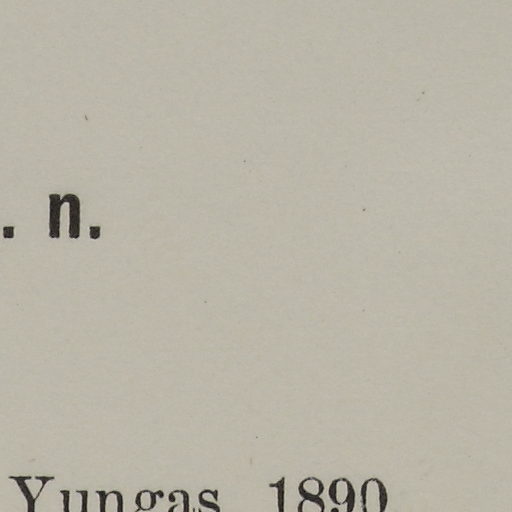 . n.
Yungas 1890